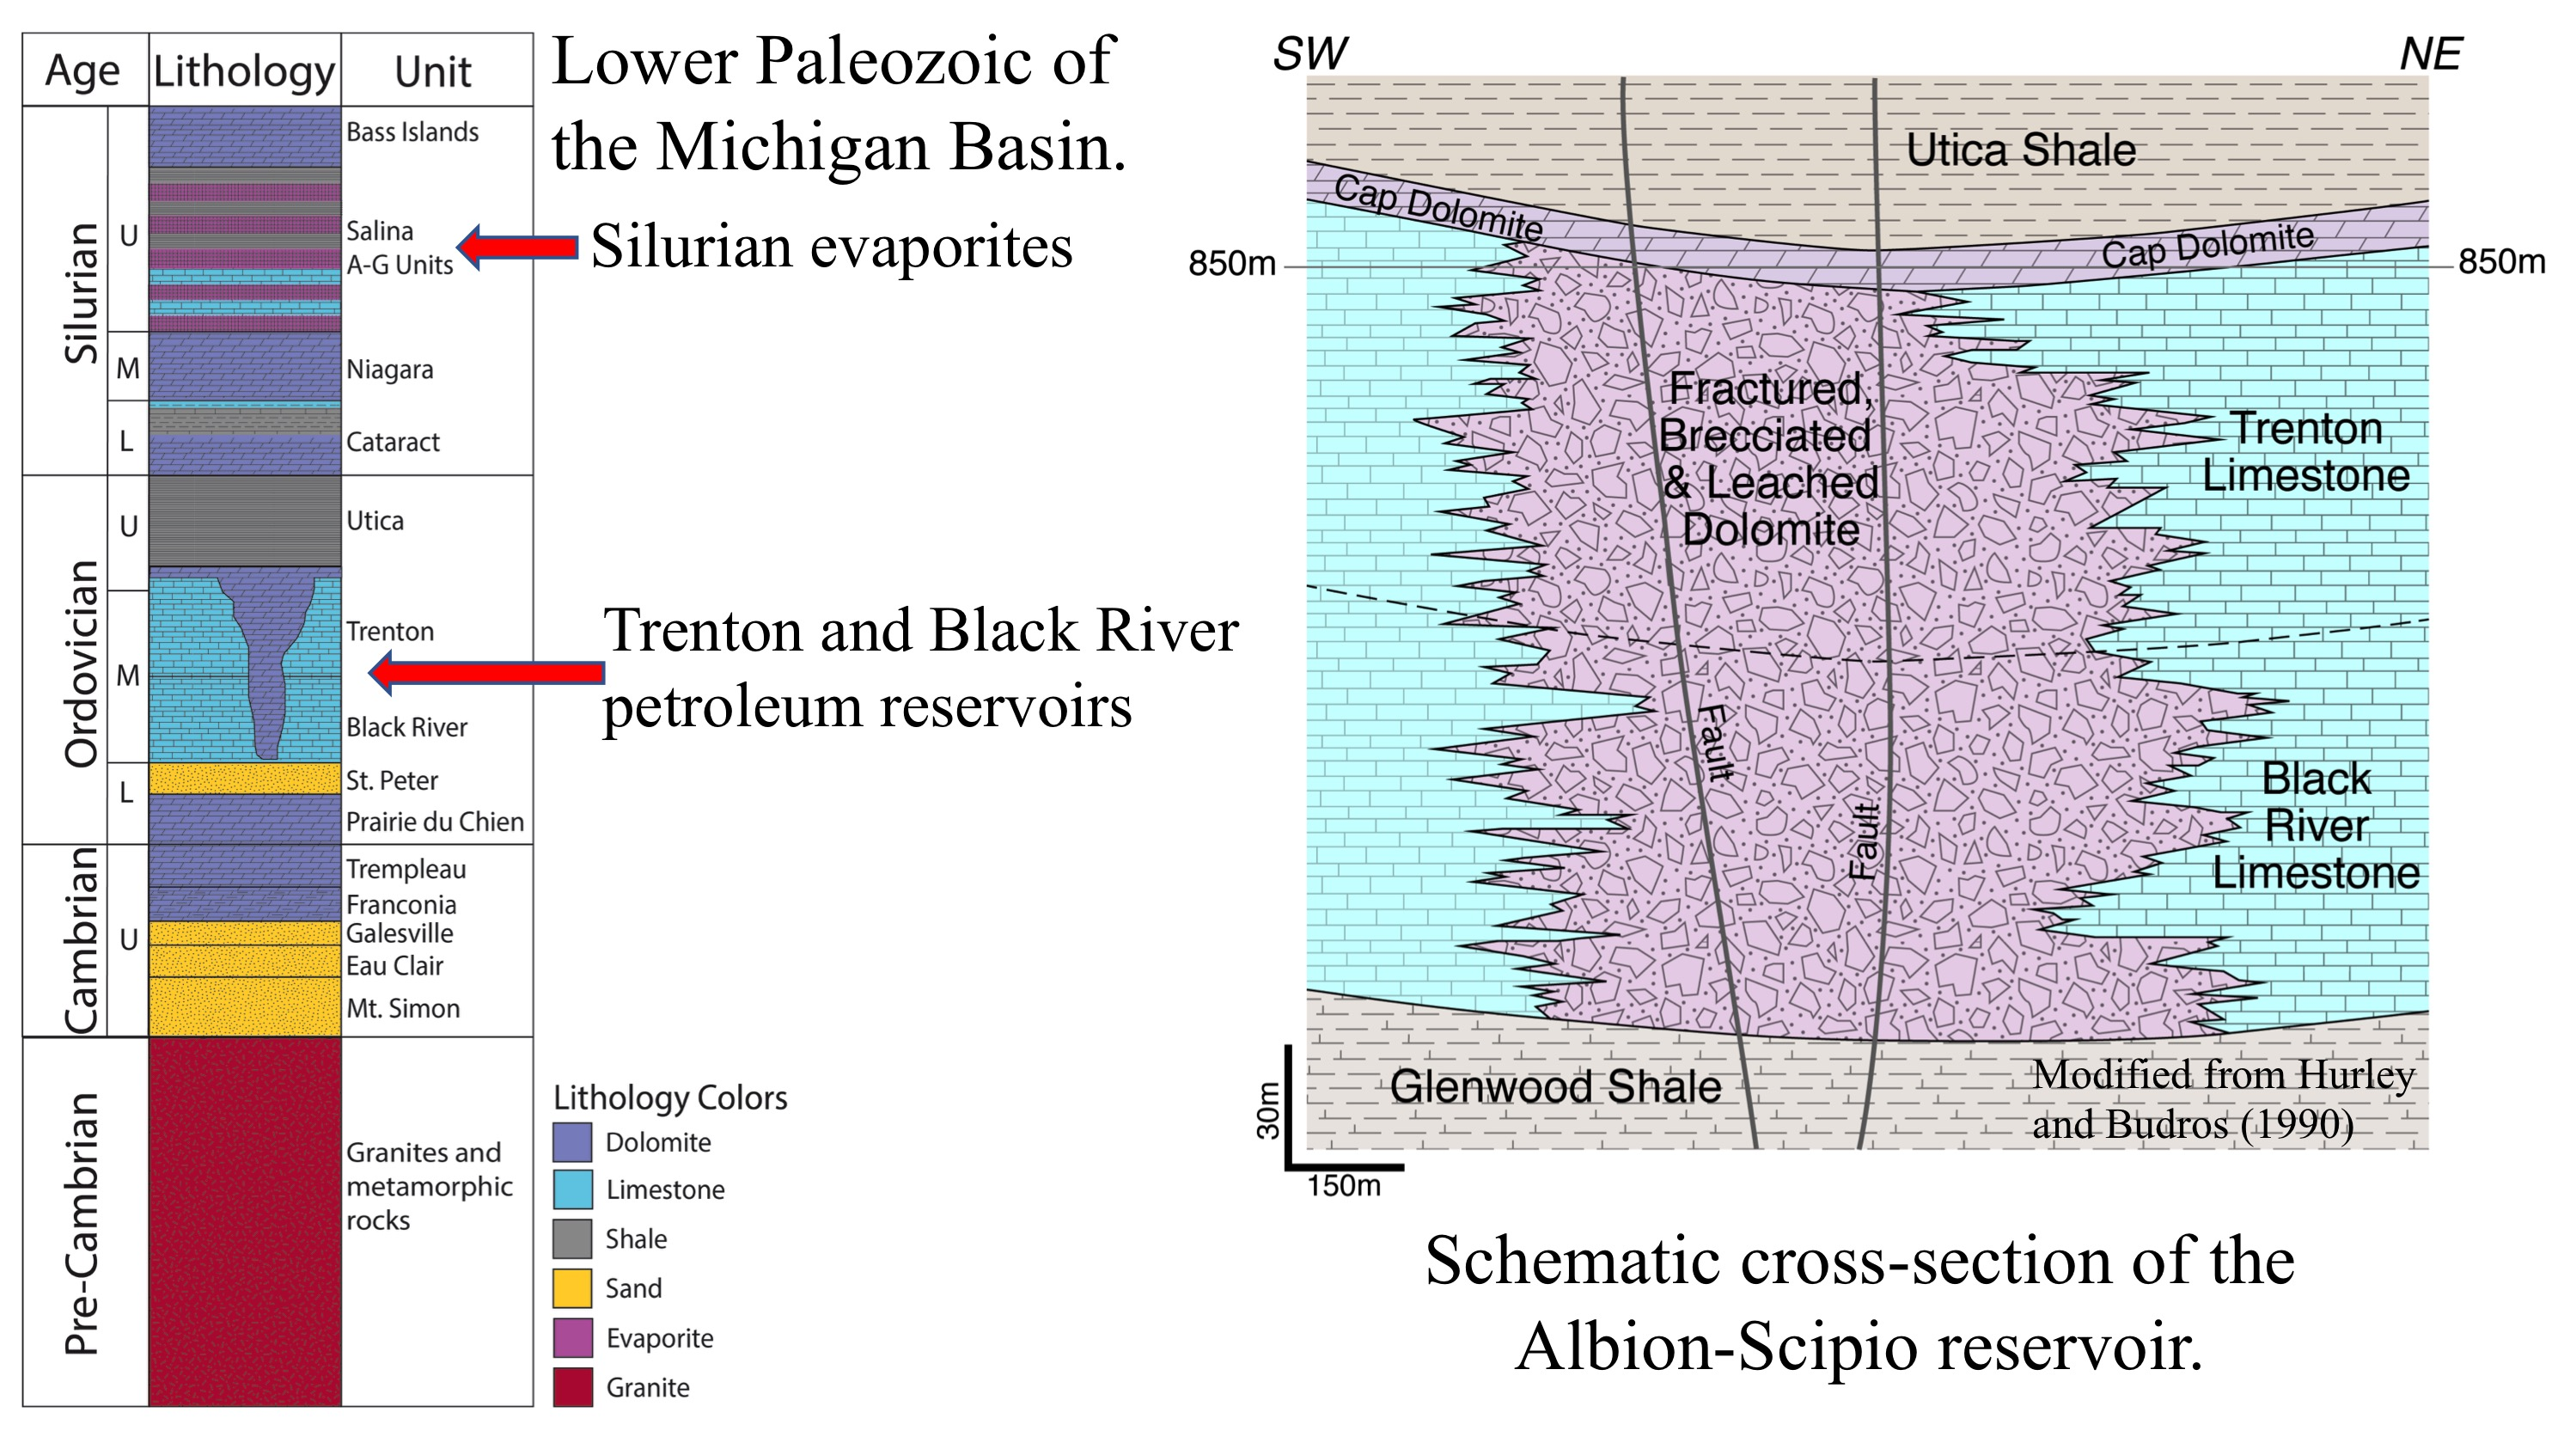 Age Lithology Unit
Silurian
U
M
L
Bass Islands
Salina
A-G Units
Niagara
Cataract
Ordovician
U
M
L
Utica
Trenton
Black River
St. Peter
Prairie du Chien
Cambrian
U
Trempleau
Franconia
Galesville
Eau Clair
Mt. Simon
Pre-Cambrian
Granites and
metamorphic
rocks
Lower Paleozoic of
the Michigan Basin.
Silurian evaporites
Trenton and Black River
petroleum reservoirs
Lithology Colors
Dolomite
Limestone
Shale
Sand
Evaporite
Granite
SW
NE
Utica Shale
Cap Dolomite
Cap Dolomite
850m
850m
Fractured,
Brecciated
& Leached
Dolomite
Trenton
Limestone
Fault
Fault
Black
River
Limestone
Glenwood Shale
Modified from Hurley
and Budros (1990)
30m
150m
Schematic cross-section of the
Albion-Scipio reservoir.